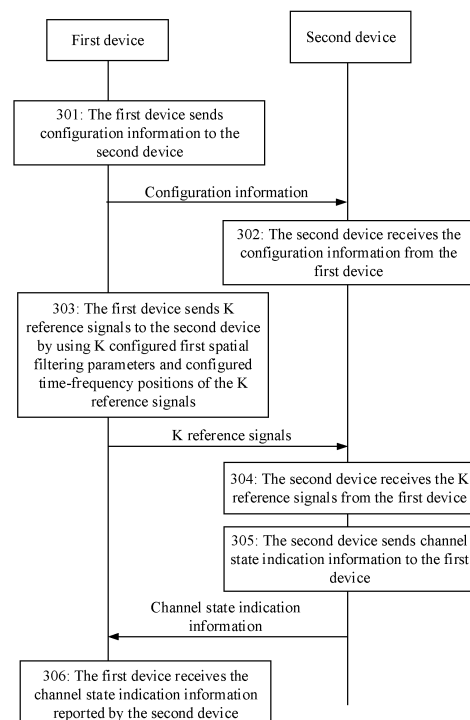 First device
Second device
301: The first device sends
configuration information to the
second device
Configuration information
302: The second device receives the
configuration information from the
first device
303: The first device sends K
reference signals to the second device
by using K configured first spatial
filtering parameters and configured
time-frequency positions of the K
reference signals
K reference signals
304: The second device receives the K
reference signals from the first device
305: The second device sends channel
state indication information to the first
device
Channel state indication
information
306: The first device receives the
channel state indication information
reported by the second device